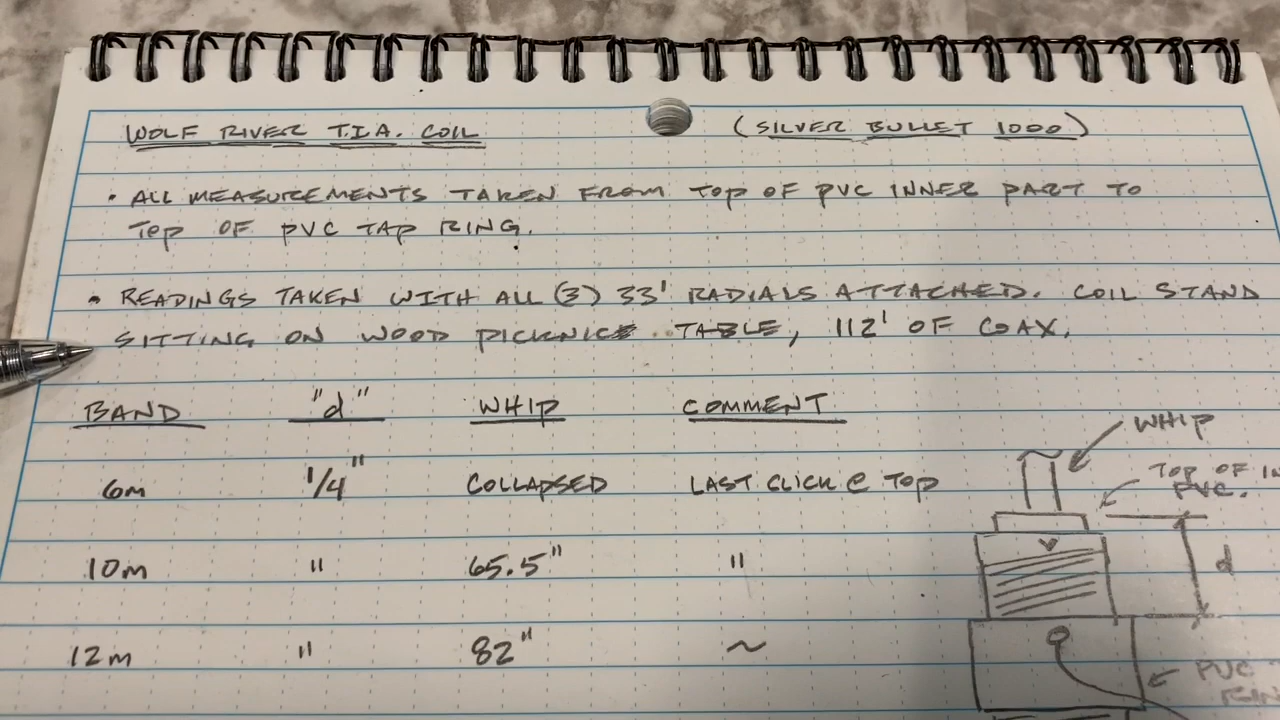 WOLF RIVER T.I.A. COIL (SILVER BULLET 1000)
• ALL MEASUREMENTS TAKEN FROM TOP OF PVC INNER PART TO
TOP OF PVC TAP RING.
• READINGS TAKEN WITH ALL (3) 33' RADIALS ATTACHED. COIL STAND
SITTING ON WOOD PICKNICK TABLE, 112' OF COAX.
BAND "d" WHIP COMMENT
6m 1/4" COLLAPSED LAST CLICK @ TOP
10m " 65.5" "
12m " 82" ~
WHIP
TOP OF IN
PVC.
d
PVC
RIN